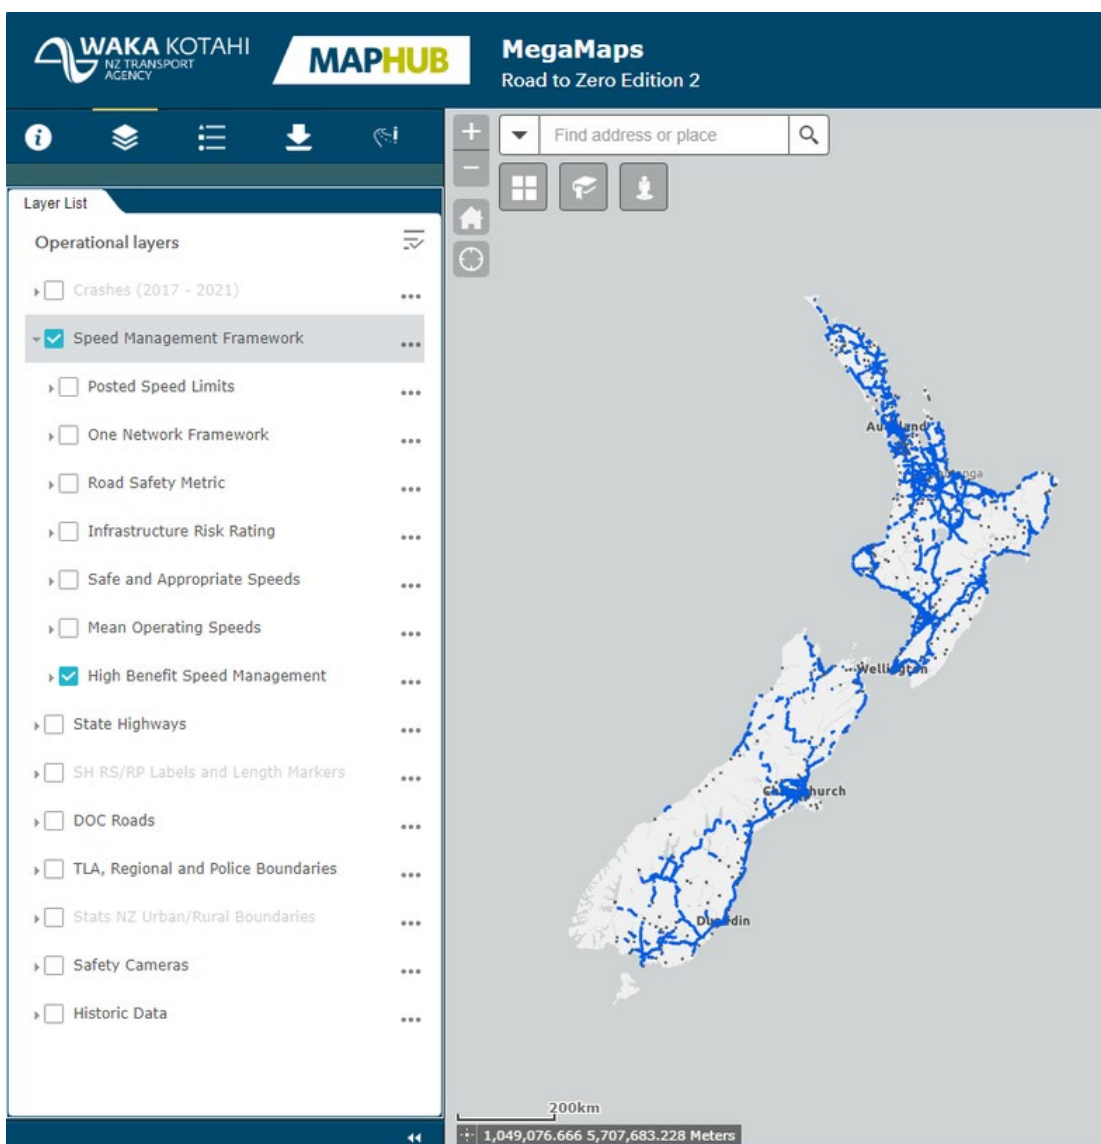 WAKA KOTAHI
NZ TRANSPORT
AGENCY
MAPHUB
MegaMaps
Road to Zero Edition 2
Find address or place
Layer List
Operational layers
Crashes (2017 - 2021)
Speed Management Framework
Posted Speed Limits
One Network Framework
Road Safety Metric
Infrastructure Risk Rating
Safe and Appropriate Speeds
Mean Operating Speeds
High Benefit Speed Management
State Highways
SH RS/RP Labels and Length Markers
DOC Roads
TLA, Regional and Police Boundaries
Stats NZ Urban/Rural Boundaries
Safety Cameras
Historic Data
Auckland
Wellington
Christchurch
Dunedin
200km
1,049,076.666 5,707,683.228 Meters